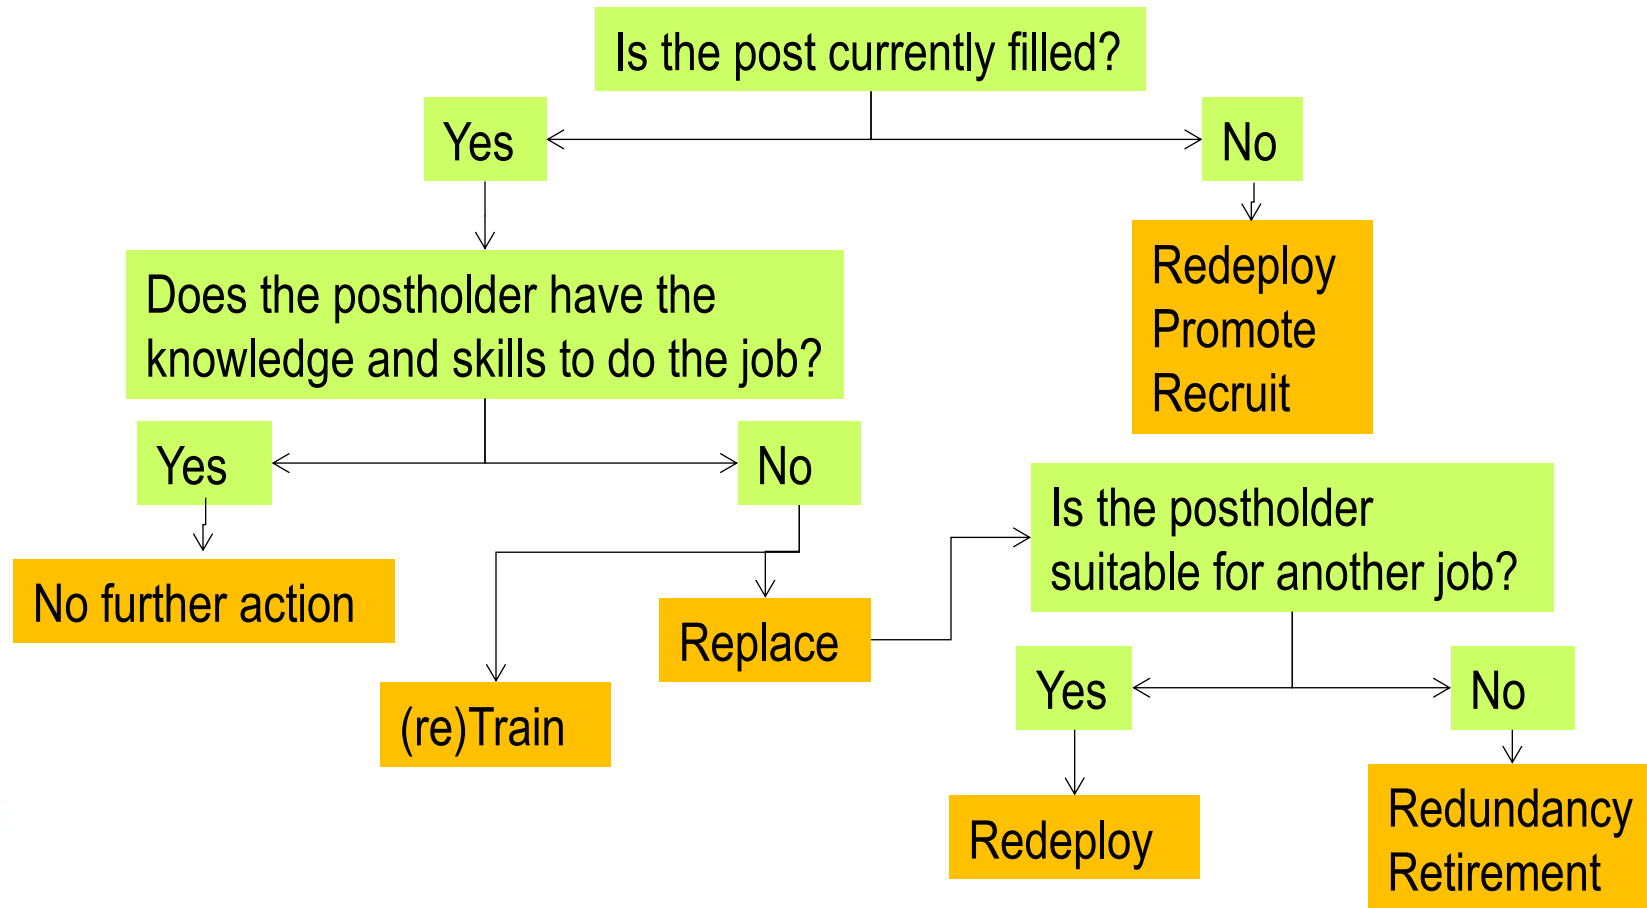 Is the post currently filled?
Yes
No
Does the postholder have the
knowledge and skills to do the job?
Redeploy
Promote
Recruit
Yes
No
Is the postholder
suitable for another job?
No further action
Replace
(re)Train
Yes
No
Redeploy
Redundancy
Retirement